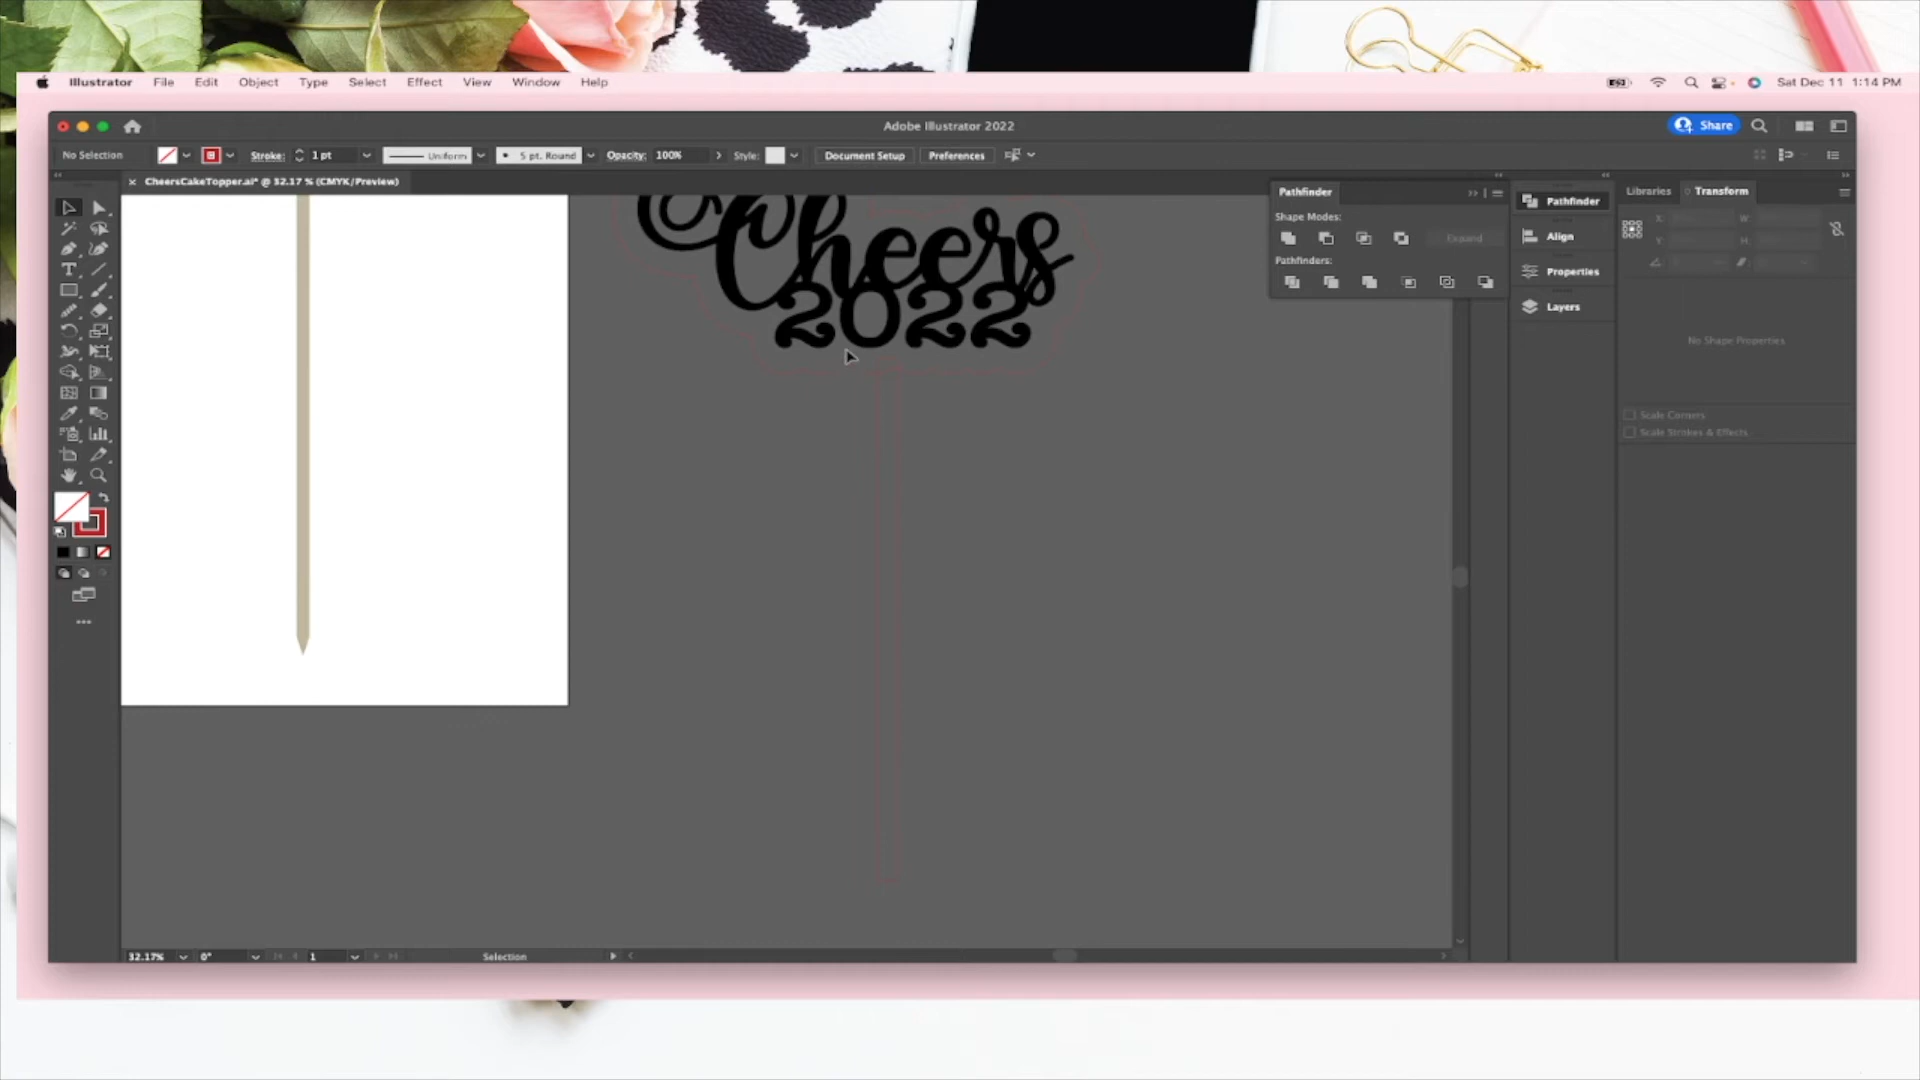 Illustrator File Edit Object Type Select Effect View Window Help
Sat Dec 11 1:14 PM
Adobe Illustrator 2022
Share
No Selection
Stroke: 1 pt
Uniform
5 pt. Round
Opacity: 100%
Style:
Document Setup
Preferences
× CheersCakeTopper.ai* @ 32.17 % (CMYK/Preview)
Cheers
2022
Pathfinder
Shape Modes:
Expand
Pathfinders:
Pathfinder
Align
Properties
Layers
Libraries
Transform
X:
W:
Y:
H:
No Shape Properties
Scale Corners
Scale Strokes & Effects
32.17%
0°
1
Selection